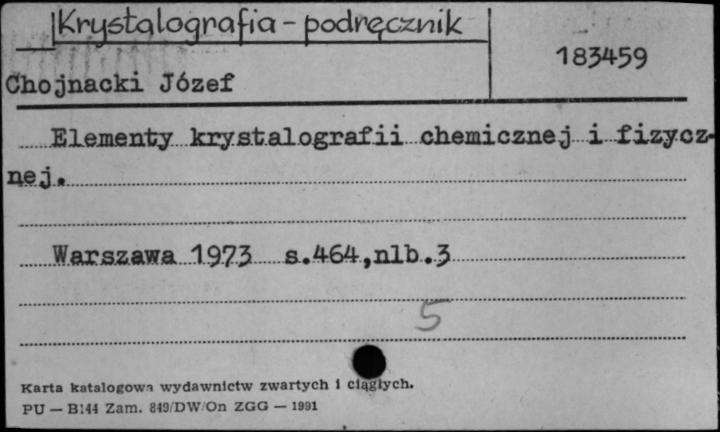 Krystalografia - podręcznik
183459
Chojnacki Józef
Elementy krystalografii chemicznej i fizycz-
nej.
Warszawa 1973 s.464,nlb.3
5
Karta katalogowa wydawnictw zwartych i ciągłych.
PU — B144 Zam. 849/DW/On ZGG — 1991